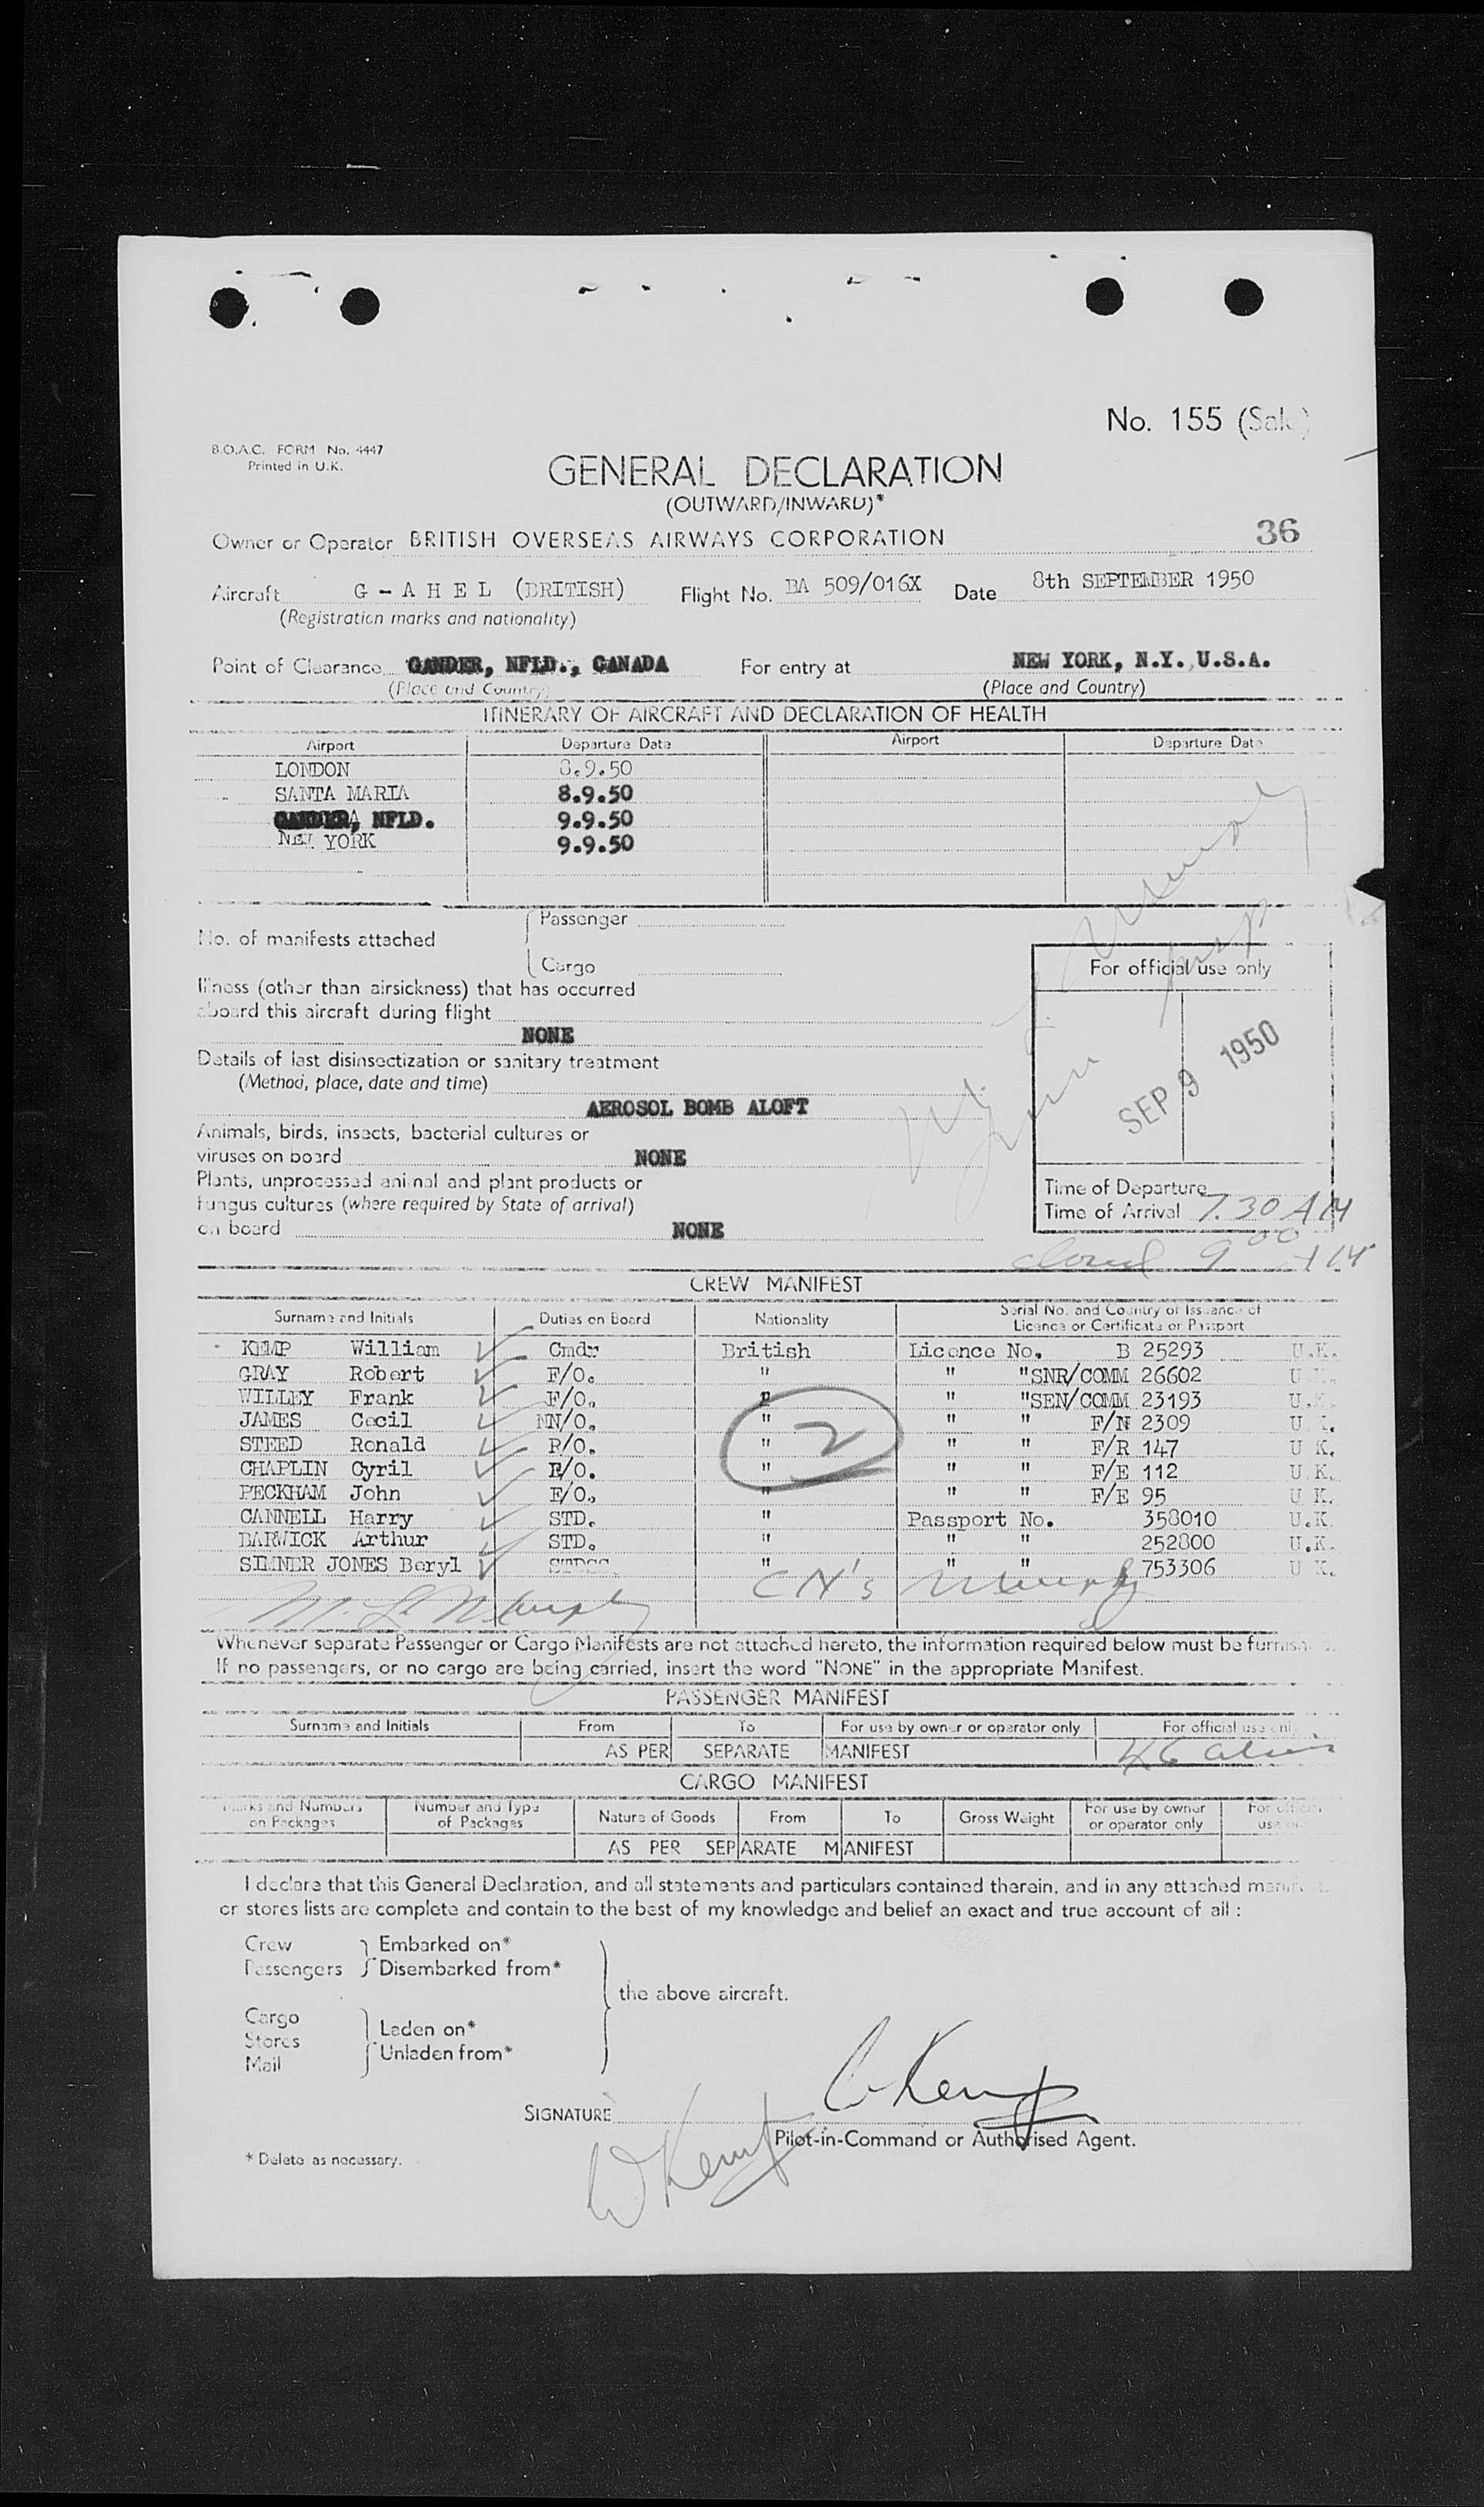 No. 155 (Sale)
B.O.A.C. FORM No. 4447
Printed in U.K.
GENERAL DECLARATION
(OUTWARD/INWARD)*
Owner or Operator BRITISH OVERSEAS AIRWAYS CORPORATION 36
Aircraft G - A H E L (BRITISH) Flight No. BA 509/016X Date 8th SEPTEMBER 1950
(Registration marks and nationality)
Point of Clearance GANDER, NFLD., CANADA For entry at NEW YORK, N.Y. U.S.A.
(Place and Country) (Place and Country)
ITINERARY OF AIRCRAFT AND DECLARATION OF HEALTH
Airport Departure Date Airport Departure Date
LONDON 8.9.50
SANTA MARIA 8.9.50
GANDER, NFLD. 9.9.50
NEW YORK 9.9.50
No. of manifests attached
Passenger
Cargo
For official use only
Illness (other than airsickness) that has occurred
aboard this aircraft during flight
NONE
Details of last disinsectization or sanitary treatment
(Method, place, date and time)
AEROSOL BOMB ALOFT
SEP 9 1950
Animals, birds, insects, bacterial cultures or
viruses on board NONE
Plants, unprocessed animal and plant products or
fungus cultures (where required by State of arrival)
on board NONE
Time of Departure
Time of Arrival 7.30 AM
9 00
CREW MANIFEST
Surname and Initials Duties on Board Nationality Serial No. and Country of Issuance of
Licence or Certificate or Passport
KEMP William Cmdr British Licence No. B 25293 U.K.
GRAY Robert F/O. " " "SNR/COMM 26602 U.K.
WILLEY Frank F/O. " " "SEN/COMM 23193 U.K.
JAMES Cecil NN/O. " " " F/N 2309 U.K.
STEED Ronald R/O. " " " F/R 147 U.K.
CHAPLIN Cyril E/O. " " " F/E 112 U.K.
PECKHAM John E/O. " " " F/E 95 U.K.
CANNELL Harry STD. " Passport No. 358010 U.K.
BARWICK Arthur STD. " " " 252800 U.K.
SIMNER JONES Beryl STDSS. " " " 753306 U.K.
2
Whenever separate Passenger or Cargo Manifests are not attached hereto, the information required below must be furnished
If no passengers, or no cargo are being carried, insert the word "NONE" in the appropriate Manifest.
PASSENGER MANIFEST
Surname and Initials From To For use by owner or operator only For official use only
AS PER SEPARATE MANIFEST
CARGO MANIFEST
Marks and Numbers on Packages Number and Type of Packages Nature of Goods From To Gross Weight For use by owner or operator only For official use only
AS PER SEPARATE MANIFEST
I declare that this General Declaration, and all statements and particulars contained therein, and in any attached manifests
or stores lists are complete and contain to the best of my knowledge and belief an exact and true account of all :
Crew
Passengers
Embarked on*
Disembarked from*
the above aircraft.
Cargo
Stores
Mail
Laden on*
Unladen from*
SIGNATURE W Kemp
Pilot-in-Command or Authorised Agent.
W Kemp
* Delete as necessary.